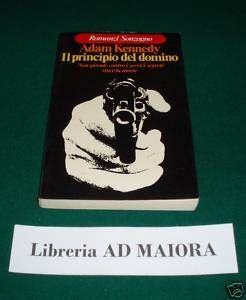 Romanzi Sonzogno
Adam Kennedy
Il principio del domino
Non giocate contro i servizi segreti
vince la morte
Libreria AD MAIORA